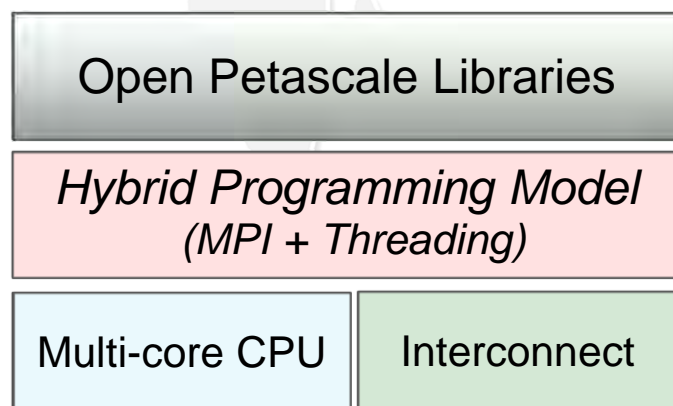 Open Petascale Libraries
Hybrid Programming Model
(MPI + Threading)
Multi-core CPU
Interconnect